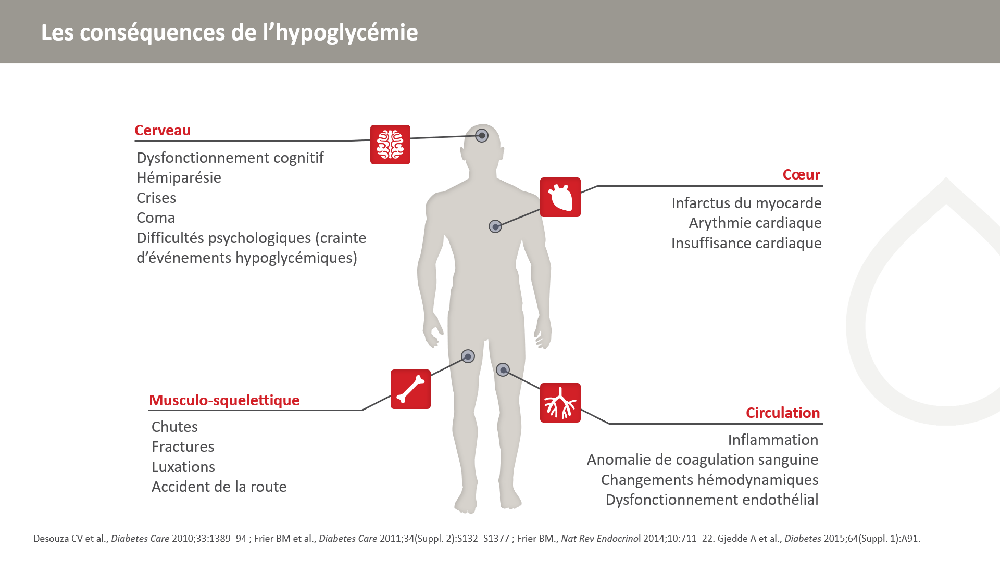 Les conséquences de l’hypoglycémie
Cerveau
Dysfonctionnement cognitif
Hémiparésie
Crises
Coma
Difficultés psychologiques (crainte
d’événements hypoglycémiques)
Cœur
Infarctus du myocarde
Arythmie cardiaque
Insuffisance cardiaque
Musculo-squelettique
Chutes
Fractures
Luxations
Accident de la route
Circulation
Inflammation
Anomalie de coagulation sanguine
Changements hémodynamiques
Dysfonctionnement endothélial
Desouza CV et al., Diabetes Care 2010;33:1389–94 ; Frier BM et al., Diabetes Care 2011;34(Suppl. 2):S132–S1377 ; Frier BM., Nat Rev Endocrinol 2014;10:711–22. Gjedde A et al., Diabetes 2015;64(Suppl. 1):A91.